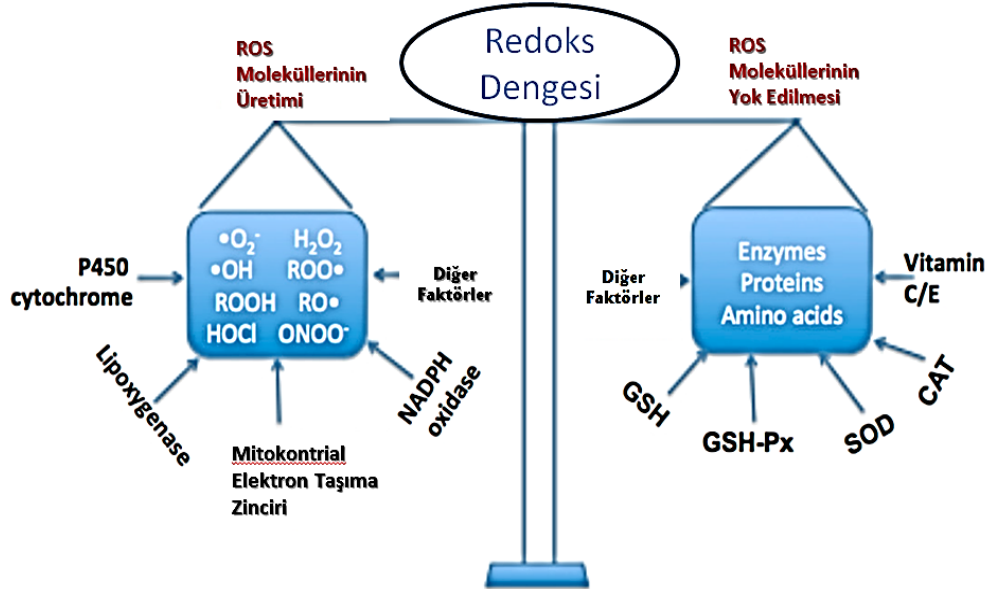 Redoks
Dengesi
ROS
Moleküllerinin
Üretimi
ROS
Moleküllerinin
Yok Edilmesi
•O₂⁻ H₂O₂
•OH ROO•
ROOH RO•
HOCl ONOO⁻
P450
cytochrome
Diğer
Faktörler
Lipoxygenase
Mitokontrial
Elektron Taşıma
Zinciri
NADPH
oxidase
Enzymes
Proteins
Amino acids
Diğer
Faktörler
Vitamin
C/E
GSH
GSH-Px
SOD
CAT